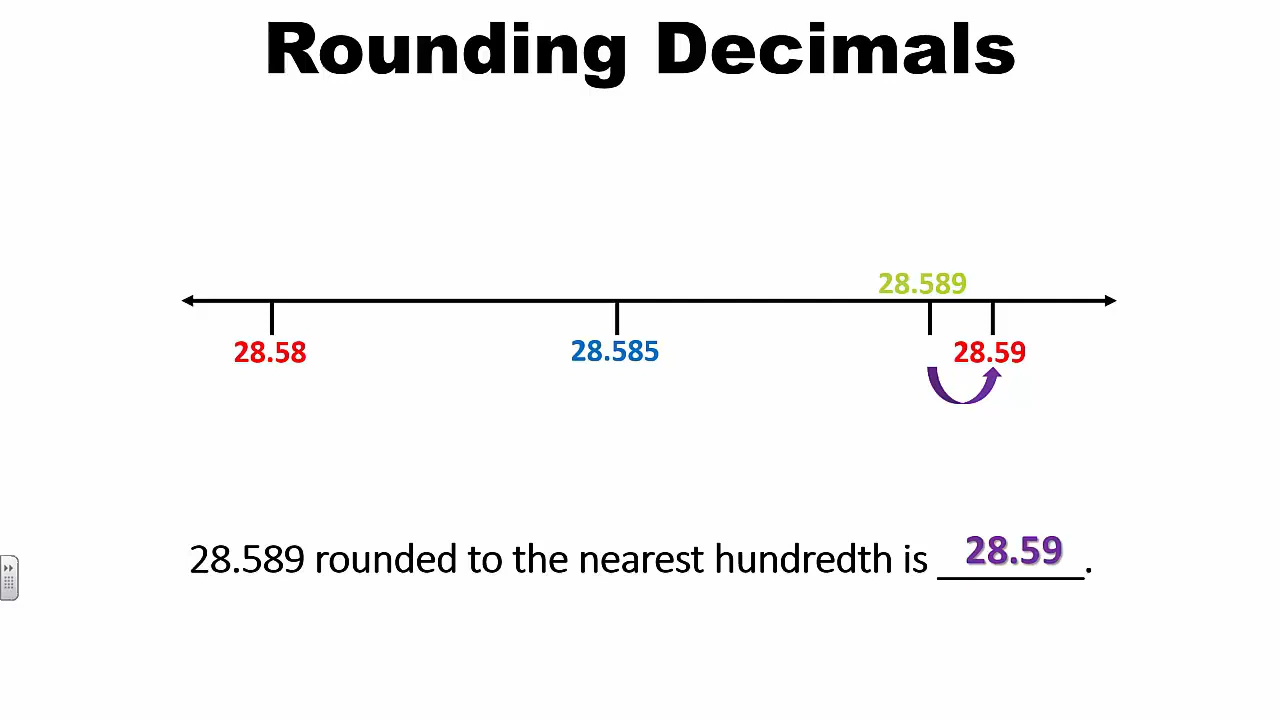 Rounding Decimals
28.589
28.58 28.585 28.59
28.589 rounded to the nearest hundredth is 28.59.